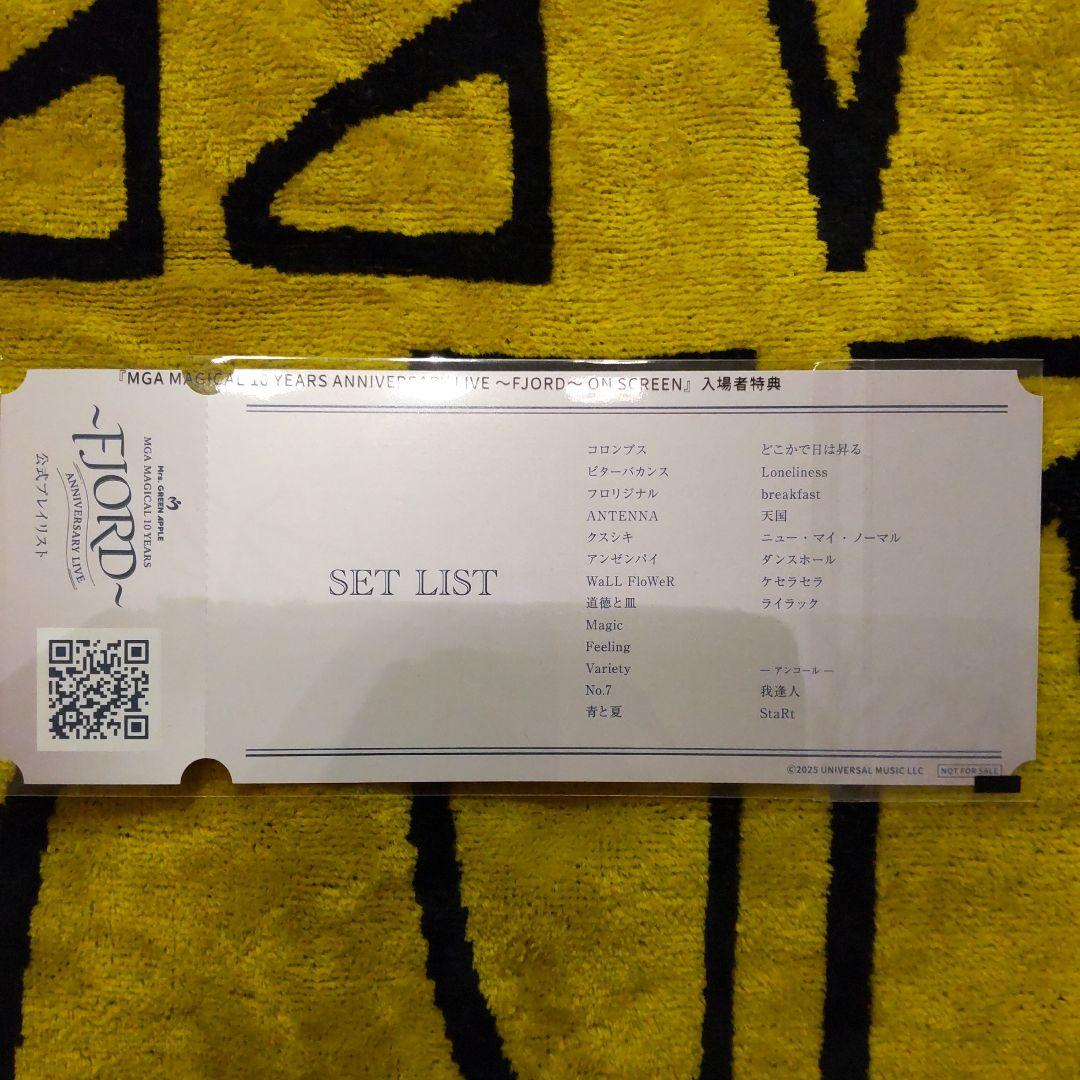 『MGA MAGICAL 10 YEARS ANNIVERSARY LIVE ～FJORD～ ON SCREEN』入場者特典
Mrs. GREEN APPLE
MGA MAGICAL 10 YEARS
～FJORD～
ANNIVERSARY LIVE
公式プレイリスト
SET LIST
コロンブス
ビターバカンス
フロリジナル
ANTENNA
クスシキ
アンゼンパイ
WaLL FloWeR
道徳と皿
Magic
Feeling
Variety
No.7
青と夏
どこかで日は昇る
Loneliness
breakfast
天国
ニュー・マイ・ノーマル
ダンスホール
ケセラセラ
ライラック
― アンコール ―
我逢人
StaRt
©2025 UNIVERSAL MUSIC LLC
NOT FOR SALE